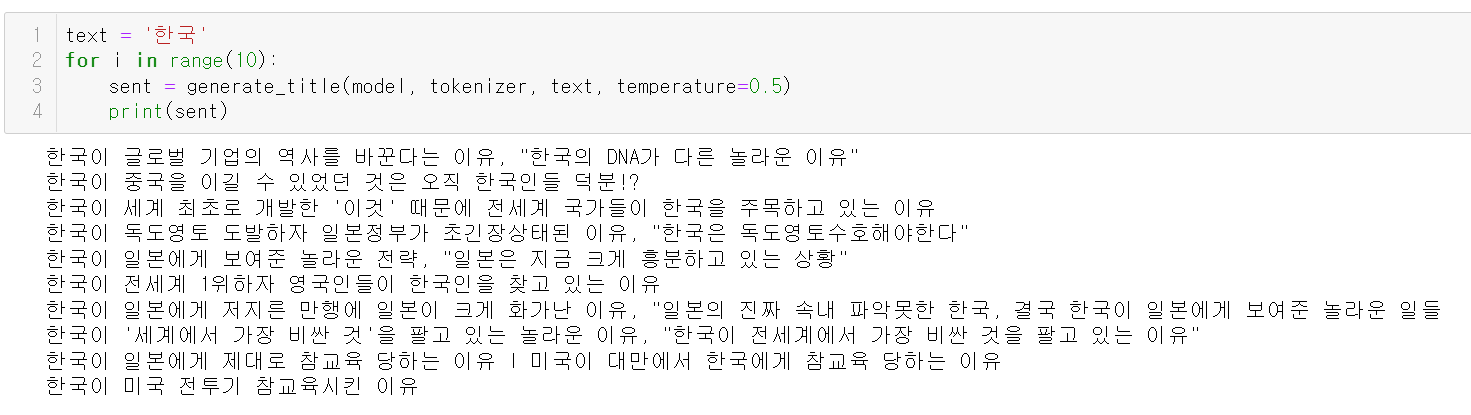 1 text = '한국'
2 for i in range(10):
3 sent = generate_title(model, tokenizer, text, temperature=0.5)
4 print(sent)
한국이 글로벌 기업의 역사를 바꾼다는 이유, "한국의 DNA가 다른 놀라운 이유"
한국이 중국을 이길 수 있었던 것은 오직 한국인들 덕분!?
한국이 세계 최초로 개발한 '이것' 때문에 전세계 국가들이 한국을 주목하고 있는 이유
한국이 독도영토 도발하자 일본정부가 초긴장상태된 이유, "한국은 독도영토수호해야한다"
한국이 일본에게 보여준 놀라운 전략, "일본은 지금 크게 흥분하고 있는 상황"
한국이 전세계 1위하자 영국인들이 한국인을 찾고 있는 이유
한국이 일본에게 저지른 만행에 일본이 크게 화가난 이유, "일본의 진짜 속내 파악못한 한국, 결국 한국이 일본에게 보여준 놀라운 일들
한국이 '세계에서 가장 비싼 것'을 팔고 있는 놀라운 이유, "한국이 전세계에서 가장 비싼 것을 팔고 있는 이유"
한국이 일본에게 제대로 참교육 당하는 이유 | 미국이 대만에서 한국에게 참교육 당하는 이유
한국이 미국 전투기 참교육시킨 이유